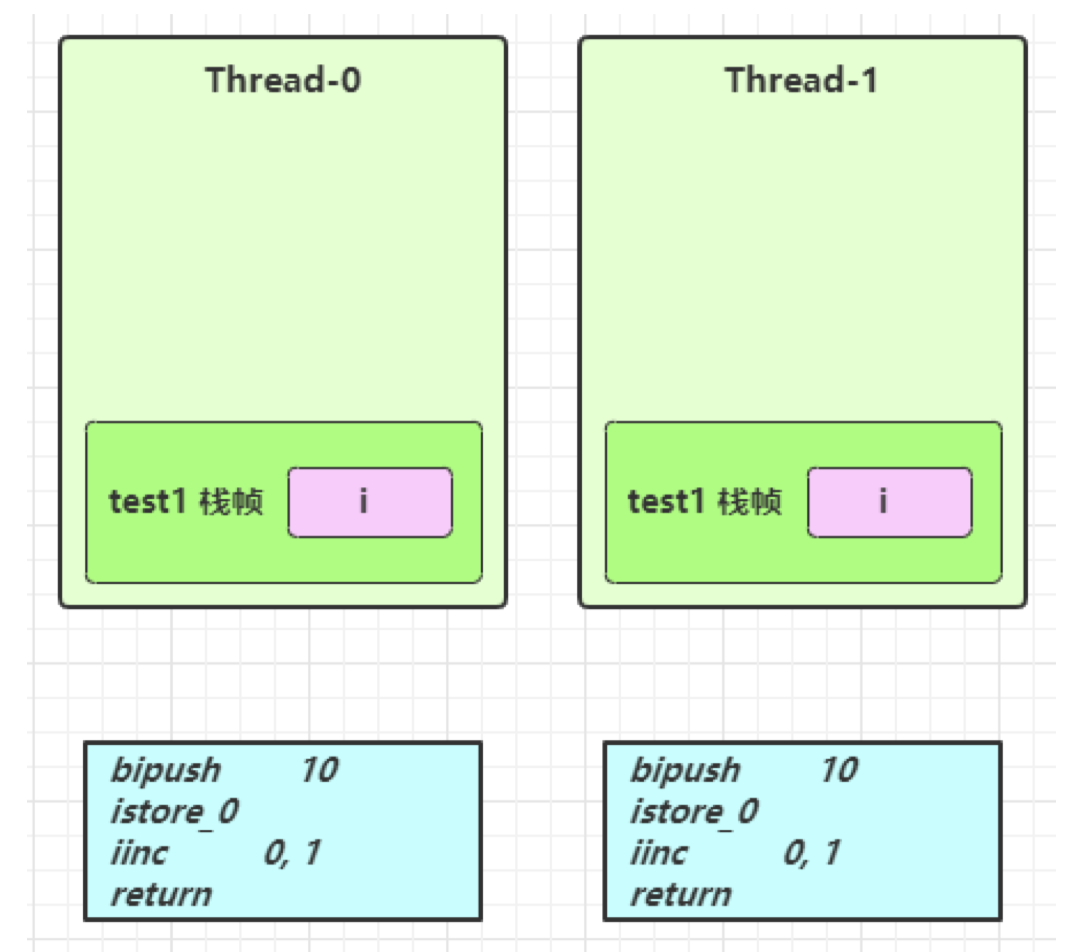 Thread-0
test1 栈帧 i
bipush 10
istore_0
iinc 0, 1
return
Thread-1
test1 栈帧 i
bipush 10
istore_0
iinc 0, 1
return